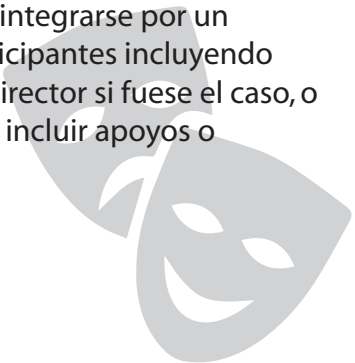 integrarse por un
icipantes incluyendo
irector si fuese el caso, o
incluir apoyos o